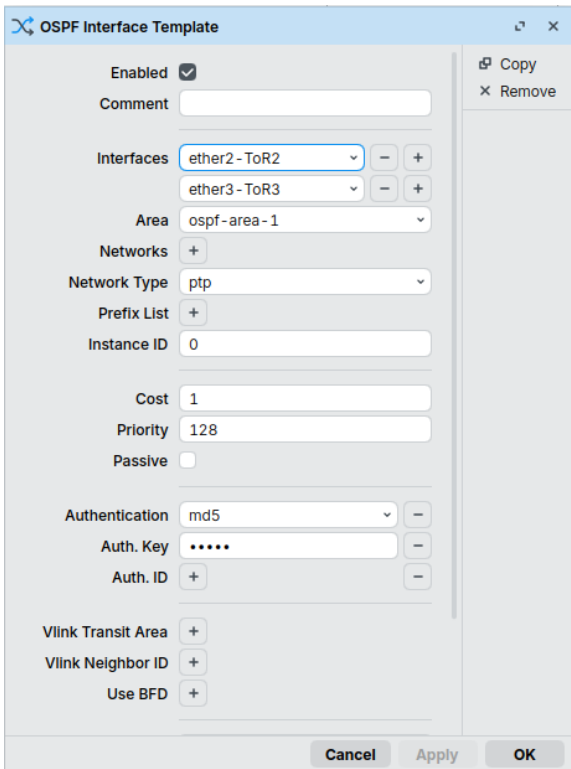 OSPF Interface Template
Copy
Remove
Enabled
Comment
Interfaces ether2-ToR2
ether3-ToR3
Area ospf-area-1
Networks
Network Type ptp
Prefix List
Instance ID 0
Cost 1
Priority 128
Passive
Authentication md5
Auth. Key •••••
Auth. ID
Vlink Transit Area
Vlink Neighbor ID
Use BFD
Cancel Apply OK